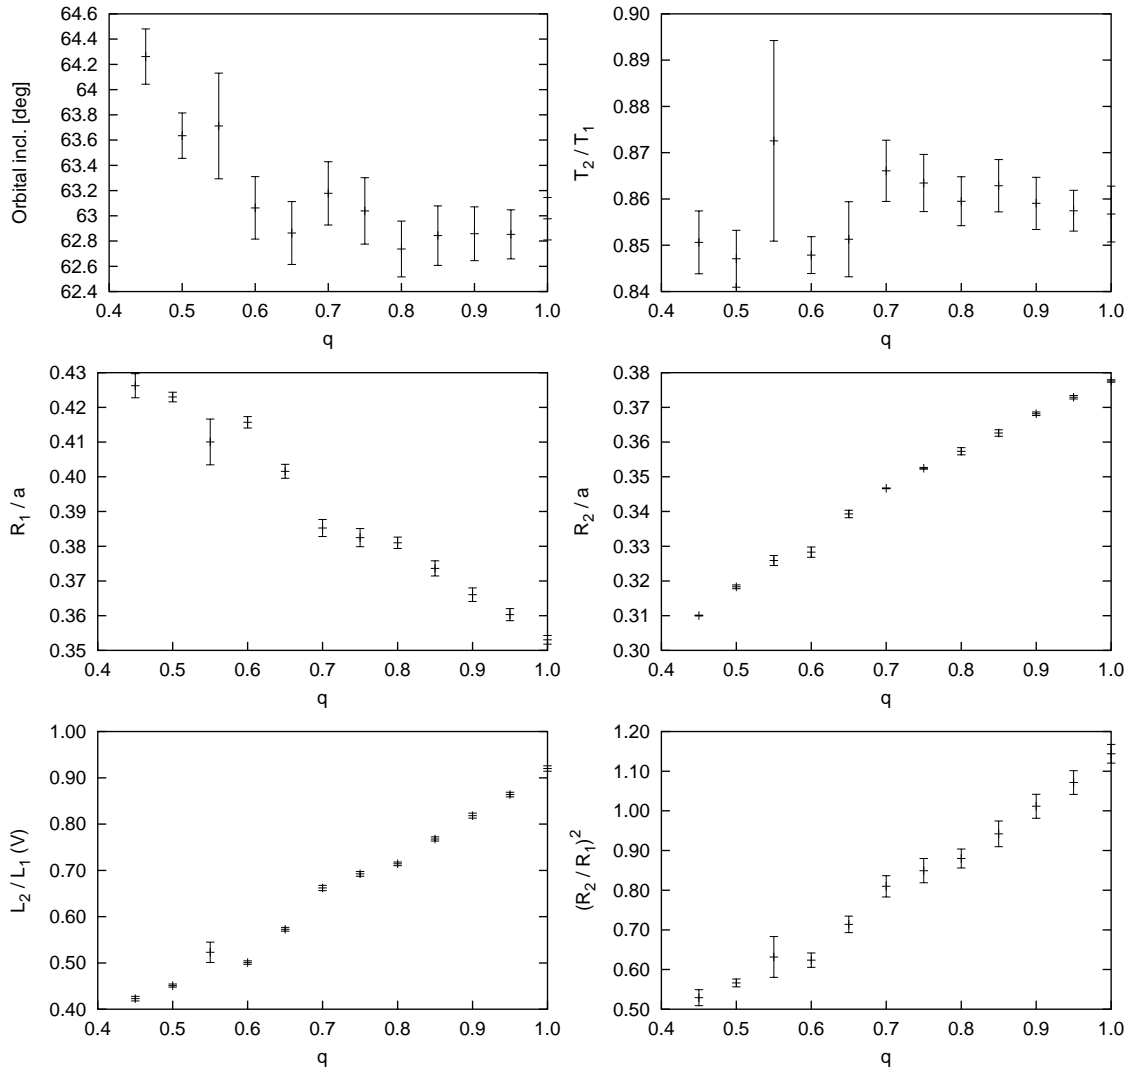 64.6
64.4
64.2
64
63.8
63.6
63.4
63.2
63
62.8
62.6
62.4
Orbital incl. [deg]
0.4 0.5 0.6 0.7 0.8 0.9 1.0
q
0.90
0.89
0.88
0.87
0.86
0.85
0.84
T2 / T1
0.4 0.5 0.6 0.7 0.8 0.9 1.0
q
0.43
0.42
0.41
0.40
0.39
0.38
0.37
0.36
0.35
R1 / a
0.4 0.5 0.6 0.7 0.8 0.9 1.0
q
0.38
0.37
0.36
0.35
0.34
0.33
0.32
0.31
0.30
R2 / a
0.4 0.5 0.6 0.7 0.8 0.9 1.0
q
1.00
0.90
0.80
0.70
0.60
0.50
0.40
L2 / L1 (V)
0.4 0.5 0.6 0.7 0.8 0.9 1.0
q
1.20
1.10
1.00
0.90
0.80
0.70
0.60
0.50
(R2 / R1)2
0.4 0.5 0.6 0.7 0.8 0.9 1.0
q